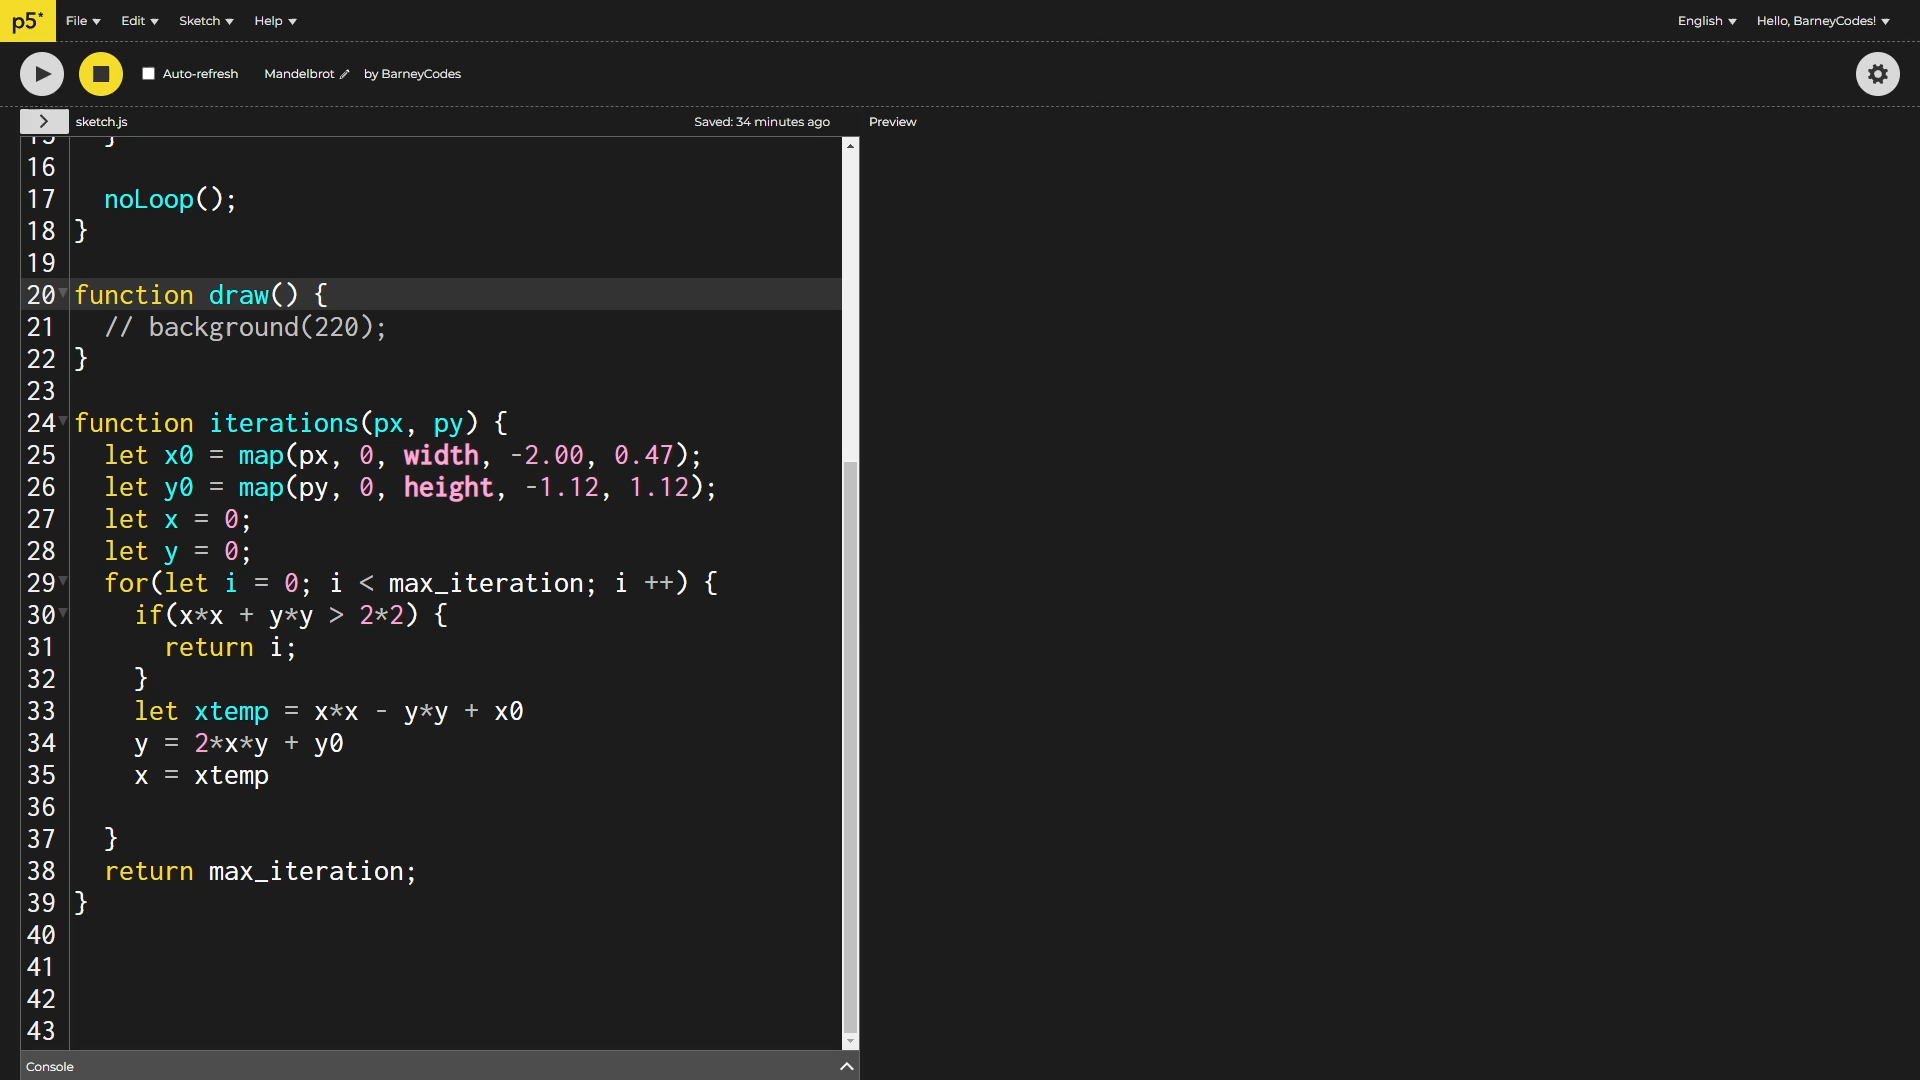 p5* File Edit Sketch Help English Hello, BarneyCodes!
Auto-refresh Mandelbrot by BarneyCodes
> sketch.js Saved: 34 minutes ago Preview
15 }
16
17 noLoop();
18 }
19
20 function draw() {
21 // background(220);
22 }
23
24 function iterations(px, py) {
25 let x0 = map(px, 0, width, -2.00, 0.47);
26 let y0 = map(py, 0, height, -1.12, 1.12);
27 let x = 0;
28 let y = 0;
29 for(let i = 0; i < max_iteration; i ++) {
30 if(x*x + y*y > 2*2) {
31 return i;
32 }
33 let xtemp = x*x - y*y + x0
34 y = 2*x*y + y0
35 x = xtemp
36
37 }
38 return max_iteration;
39 }
40
41
42
43
Console